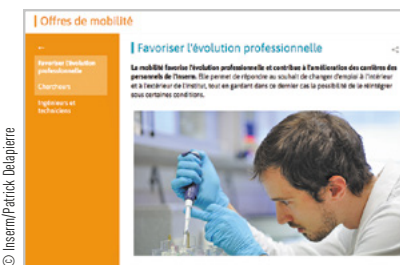 Offres de mobilité
←
Favoriser l'évolution
professionnelle
Chercheurs
Ingénieurs et
techniciens
Favoriser l'évolution professionnelle
La mobilité favorise l'évolution professionnelle et contribue à l'amélioration des carrières des
personnels de l'Inserm. Elle permet de répondre au souhait de changer d'emploi à l'intérieur
et à l'extérieur de l'institut, tout en gardant dans ce dernier cas la possibilité de le réintégrer
sous certaines conditions.
© Inserm/Patrick Delapierre